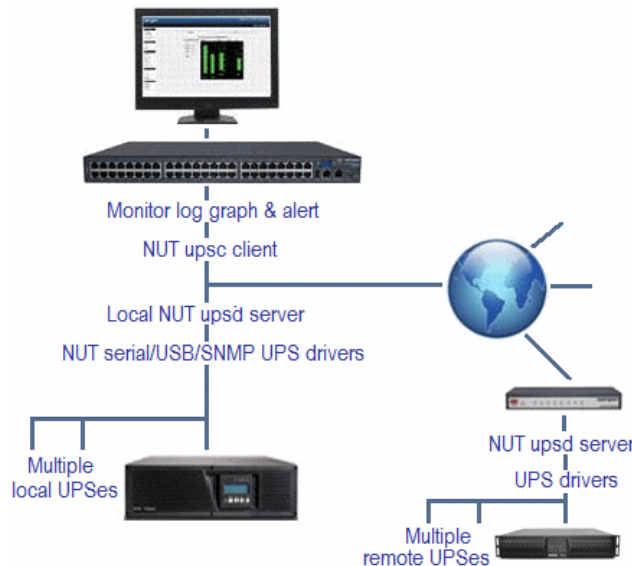 Monitor log graph & alert
NUT upsc client
Local NUT upsd server
NUT serial/USB/SNMP UPS drivers
Multiple
local UPSes
NUT upsd server
UPS drivers
Multiple
remote UPSes